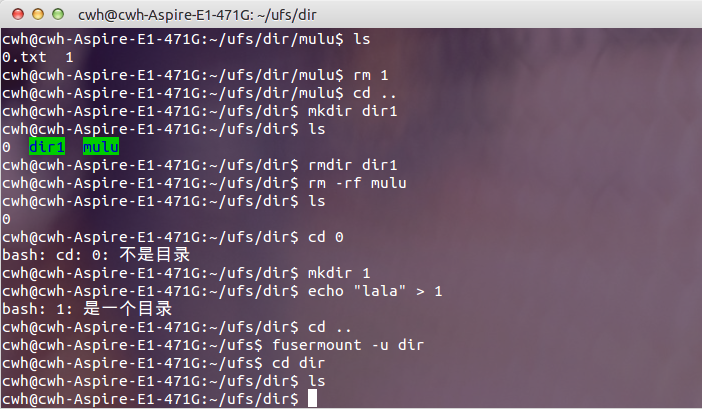 cwh@cwh-Aspire-E1-471G: ~/ufs/dir
cwh@cwh-Aspire-E1-471G:~/ufs/dir/mulu$ ls
0.txt  1
cwh@cwh-Aspire-E1-471G:~/ufs/dir/mulu$ rm 1
cwh@cwh-Aspire-E1-471G:~/ufs/dir/mulu$ cd ..
cwh@cwh-Aspire-E1-471G:~/ufs/dir$ mkdir dir1
cwh@cwh-Aspire-E1-471G:~/ufs/dir$ ls
0  dir1  mulu
cwh@cwh-Aspire-E1-471G:~/ufs/dir$ rmdir dir1
cwh@cwh-Aspire-E1-471G:~/ufs/dir$ rm -rf mulu
cwh@cwh-Aspire-E1-471G:~/ufs/dir$ ls
0
cwh@cwh-Aspire-E1-471G:~/ufs/dir$ cd 0
bash: cd: 0: 不是目录
cwh@cwh-Aspire-E1-471G:~/ufs/dir$ mkdir 1
cwh@cwh-Aspire-E1-471G:~/ufs/dir$ echo "lala" > 1
bash: 1: 是一个目录
cwh@cwh-Aspire-E1-471G:~/ufs/dir$ cd ..
cwh@cwh-Aspire-E1-471G:~/ufs$ fusermount -u dir
cwh@cwh-Aspire-E1-471G:~/ufs$ cd dir
cwh@cwh-Aspire-E1-471G:~/ufs/dir$ ls
cwh@cwh-Aspire-E1-471G:~/ufs/dir$